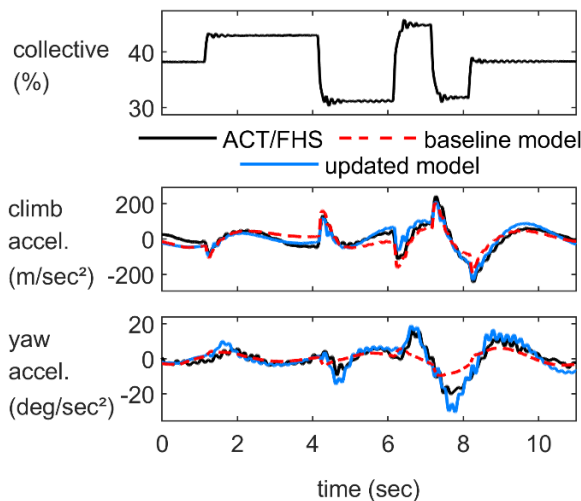 collective
(%)
40
30
ACT/FHS
baseline model
updated model
climb
accel.
(m/sec²)
200
0
-200
yaw
accel.
(deg/sec²)
20
0
-20
0 2 4 6 8 10
time (sec)